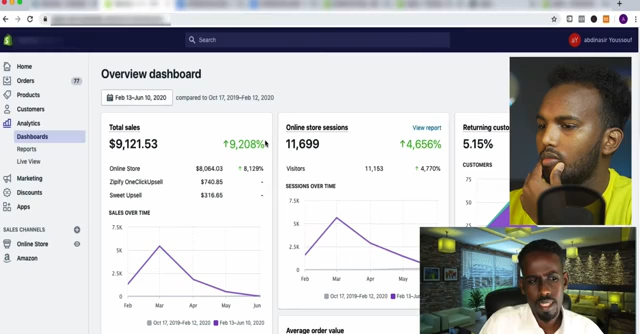 Search
abdinasir Youssouf
Home
Orders 77
Products
Customers
Analytics
Dashboards
Reports
Live View
Marketing
Discounts
Apps
SALES CHANNELS
Online Store
Amazon
Overview dashboard
Feb 13–Jun 10, 2020 compared to Oct 17, 2019–Feb 12, 2020
Total sales
$9,121.53 ↑9,208%
Online Store $8,064.03 ↑ 8,129%
Zipify OneClickUpsell $740.85 -
Sweet Upsell $316.65 -
SALES OVER TIME
7.5K
5K
2.5K
0
Feb Mar Apr May Jun
Oct 17, 2019–Feb 12, 2020 Feb 13–Jun 10, 2020
Online store sessions View report
11,699 ↑4,656%
Visitors 11,153 ↑ 4,770%
SESSIONS OVER TIME
7.5K
5K
2.5K
0
Feb Mar Apr May
Oct 17, 2019–Feb 12, 2020 Feb 13–
Average order value
Returning custo
5.15%
CUSTOMERS
75
50
25